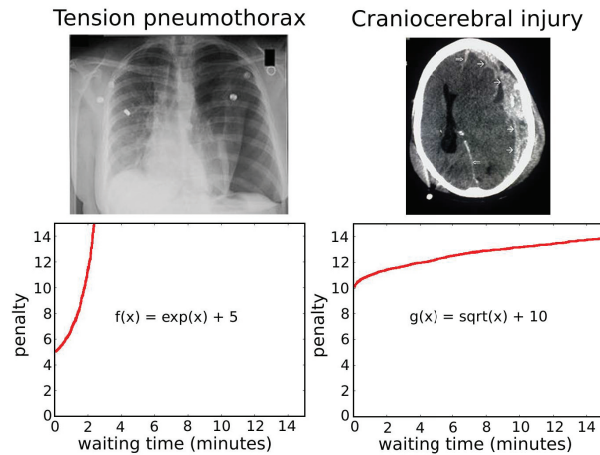 Tension pneumothorax
Craniocerebral injury
14
12
10
8
6
4
2
0
penalty
f(x) = exp(x) + 5
0 2 4 6 8 10 12 14
waiting time (minutes)
14
12
10
8
6
4
2
0
penalty
g(x) = sqrt(x) + 10
0 2 4 6 8 10 12 14
waiting time (minutes)